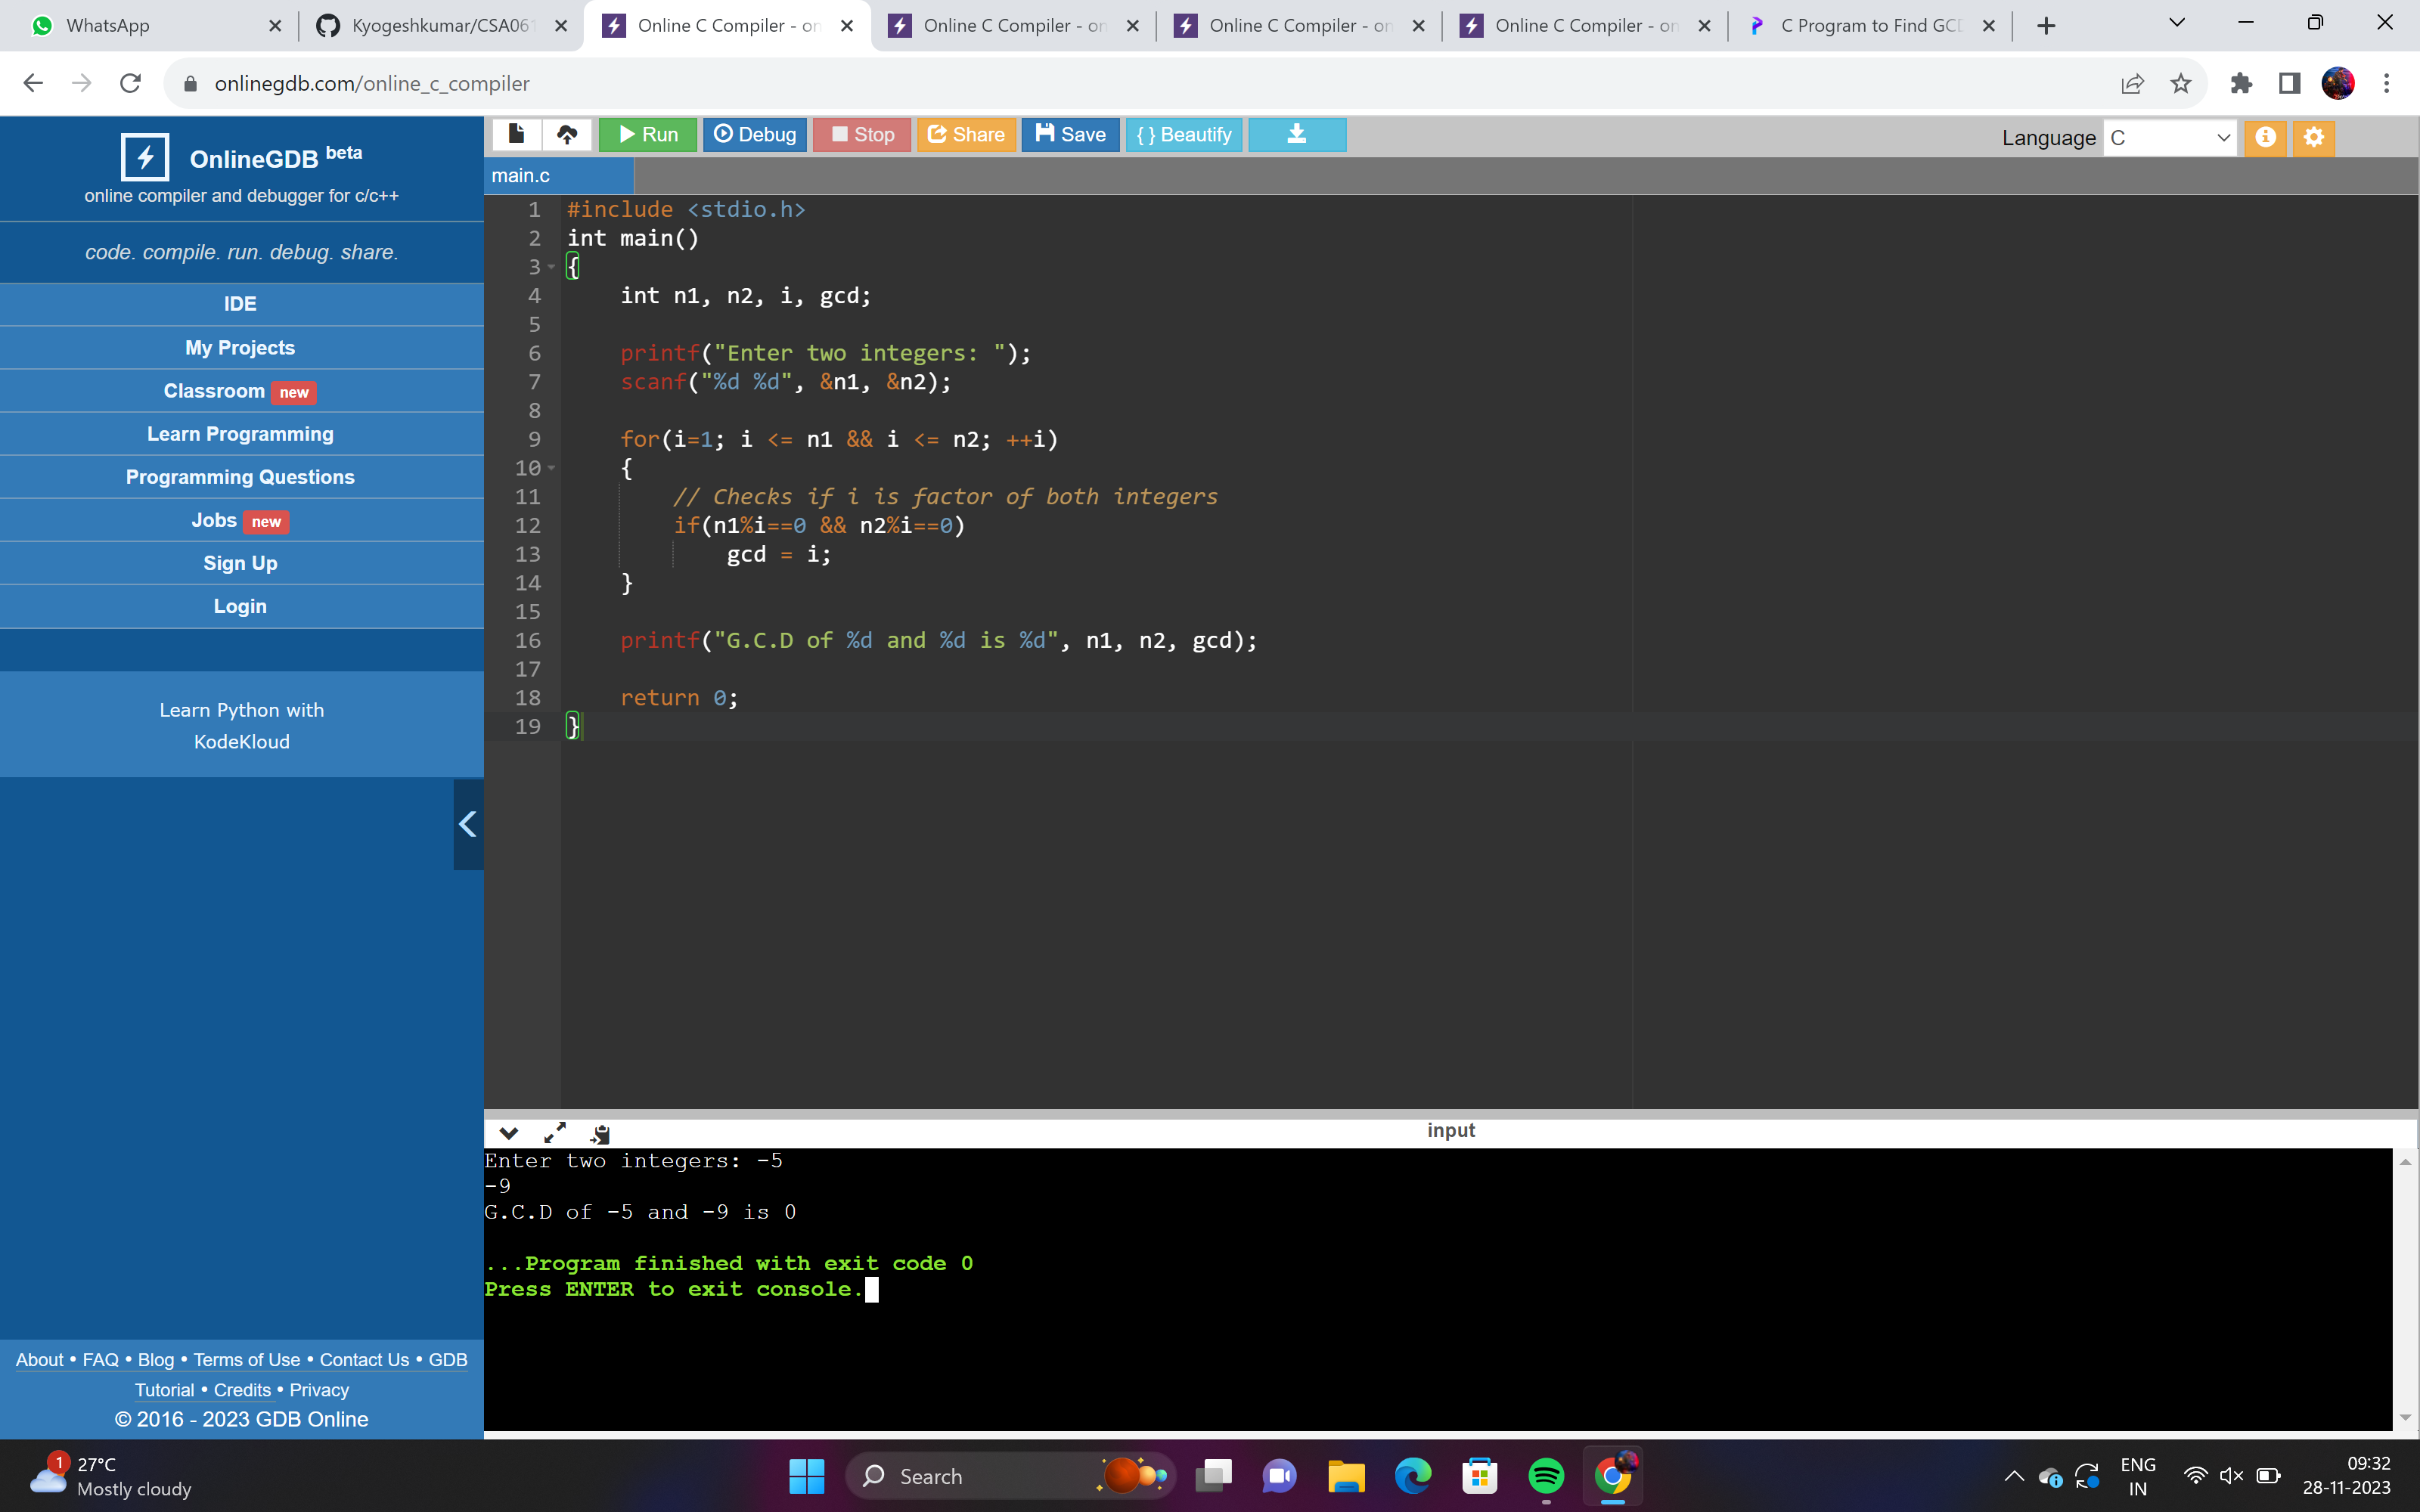 WhatsApp
Kyogeshkumar/CSA061
Online C Compiler - on
Online C Compiler - on
Online C Compiler - on
Online C Compiler - on
C Program to Find GCD
onlinegdb.com/online_c_compiler
OnlineGDB beta
online compiler and debugger for c/c++
code. compile. run. debug. share.
IDE
My Projects
Classroom new
Learn Programming
Programming Questions
Jobs new
Sign Up
Login
Learn Python with
KodeKloud
About • FAQ • Blog • Terms of Use • Contact Us • GDB
Tutorial • Credits • Privacy
© 2016 - 2023 GDB Online
Run Debug Stop Share Save { } Beautify
Language C
main.c
1 #include <stdio.h>
2 int main()
3 {
4     int n1, n2, i, gcd;
5
6     printf("Enter two integers: ");
7     scanf("%d %d", &n1, &n2);
8
9     for(i=1; i <= n1 && i <= n2; ++i)
10     {
11         // Checks if i is factor of both integers
12         if(n1%i==0 && n2%i==0)
13             gcd = i;
14     }
15
16     printf("G.C.D of %d and %d is %d", n1, n2, gcd);
17
18     return 0;
19 }
input
Enter two integers: -5
-9
G.C.D of -5 and -9 is 0
...Program finished with exit code 0
Press ENTER to exit console.
1
27°C
Mostly cloudy
Search
ENG
IN
09:32
28-11-2023